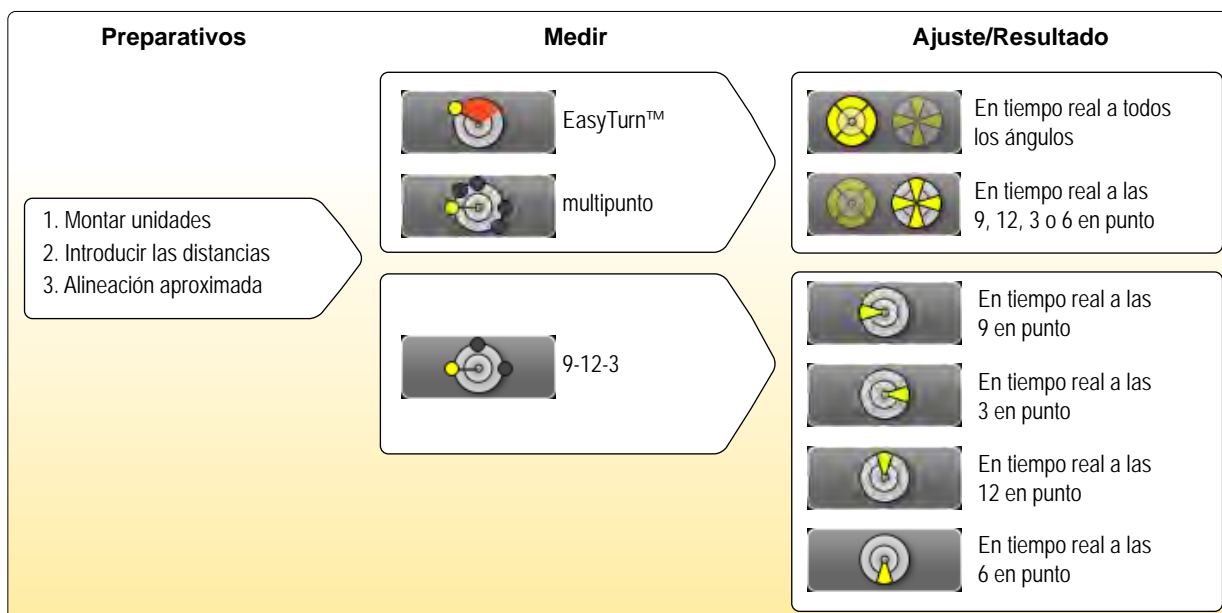 Preparativos
1. Montar unidades
2. Introducir las distancias
3. Alineación aproximada
Medir
EasyTurn™
multipunto
9-12-3
Ajuste/Resultado
En tiempo real a todos
los ángulos
En tiempo real a las
9, 12, 3 o 6 en punto
En tiempo real a las
9 en punto
En tiempo real a las
3 en punto
En tiempo real a las
12 en punto
En tiempo real a las
6 en punto